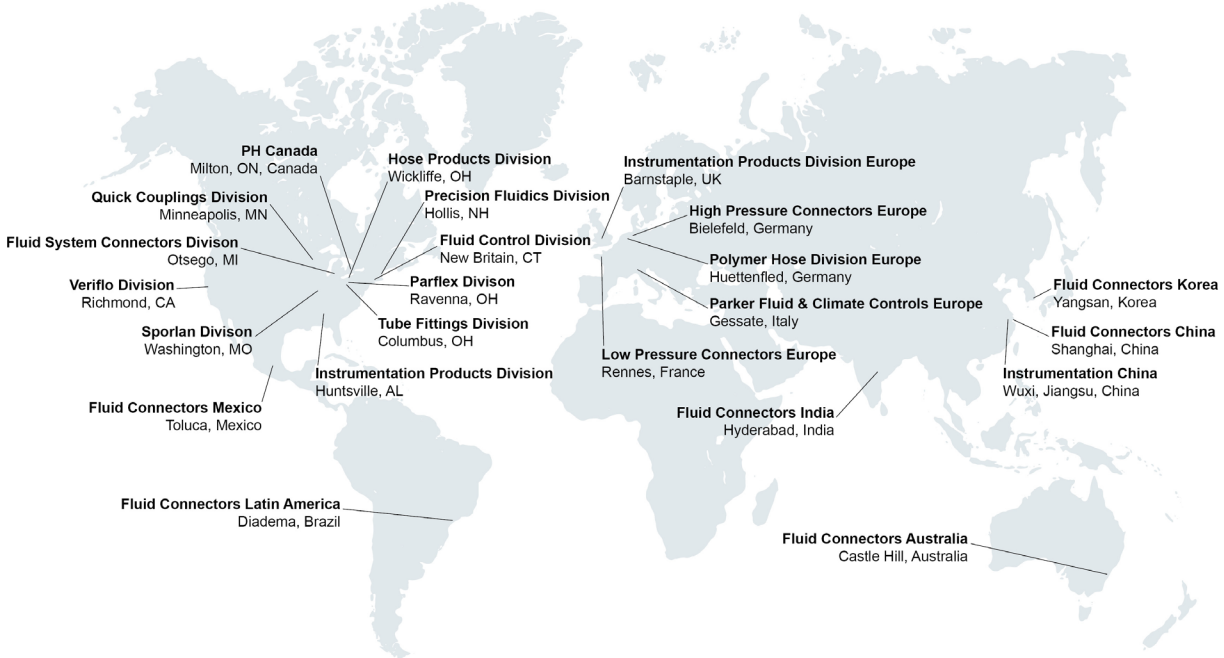 PH Canada
Milton, ON, Canada
Quick Couplings Division
Minneapolis, MN
Fluid System Connectors Divison
Otsego, MI
Veriflo Division
Richmond, CA
Sporlan Divison
Washington, MO
Fluid Connectors Mexico
Toluca, Mexico
Fluid Connectors Latin America
Diadema, Brazil
Hose Products Division
Wickliffe, OH
Precision Fluidics Division
Hollis, NH
Fluid Control Division
New Britain, CT
Parflex Divison
Ravenna, OH
Tube Fittings Division
Columbus, OH
Instrumentation Products Division
Huntsville, AL
Instrumentation Products Division Europe
Barnstaple, UK
High Pressure Connectors Europe
Bielefeld, Germany
Polymer Hose Division Europe
Huettenfled, Germany
Parker Fluid & Climate Controls Europe
Gessate, Italy
Low Pressure Connectors Europe
Rennes, France
Fluid Connectors India
Hyderabad, India
Fluid Connectors Korea
Yangsan, Korea
Fluid Connectors China
Shanghai, China
Instrumentation China
Wuxi, Jiangsu, China
Fluid Connectors Australia
Castle Hill, Australia